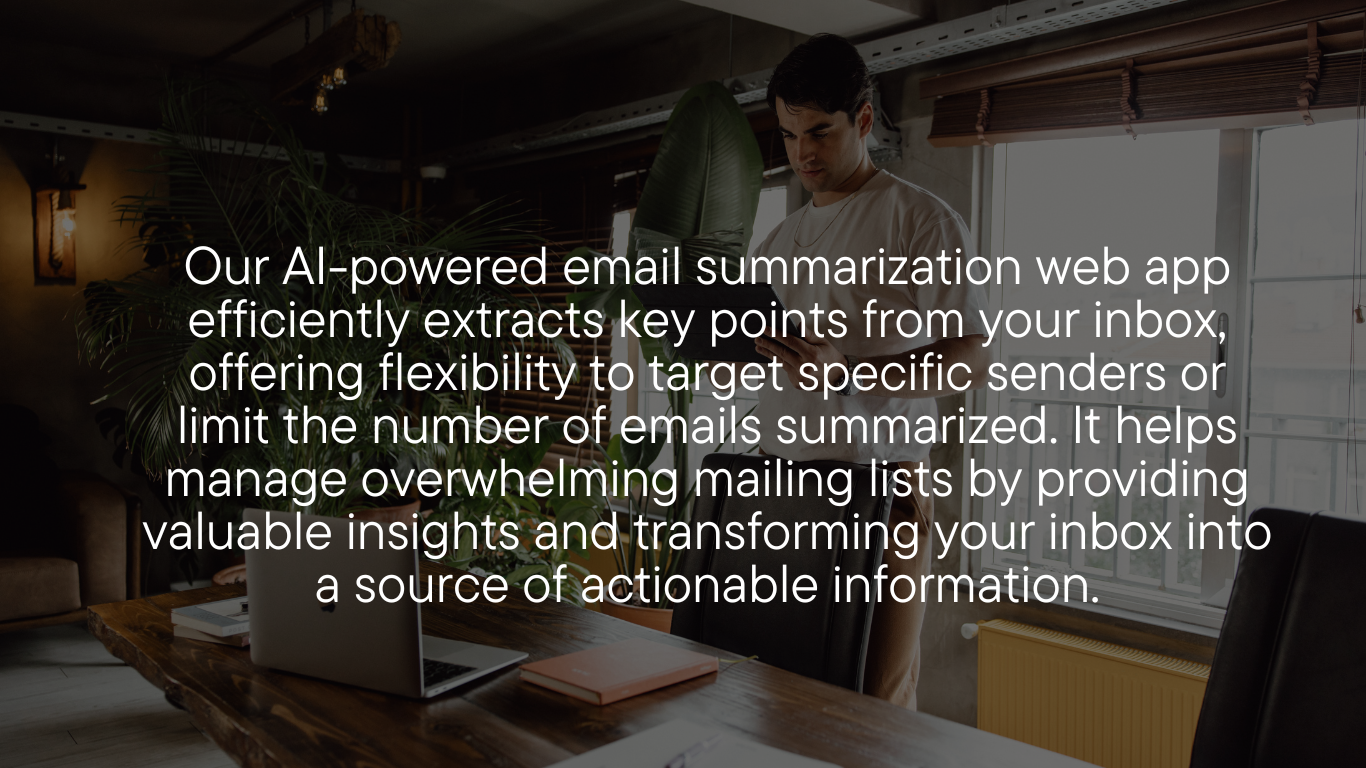 Our AI-powered email summarization web app
efficiently extracts key points from your inbox,
offering flexibility to target specific senders or
limit the number of emails summarized. It helps
manage overwhelming mailing lists by providing
valuable insights and transforming your inbox into
a source of actionable information.